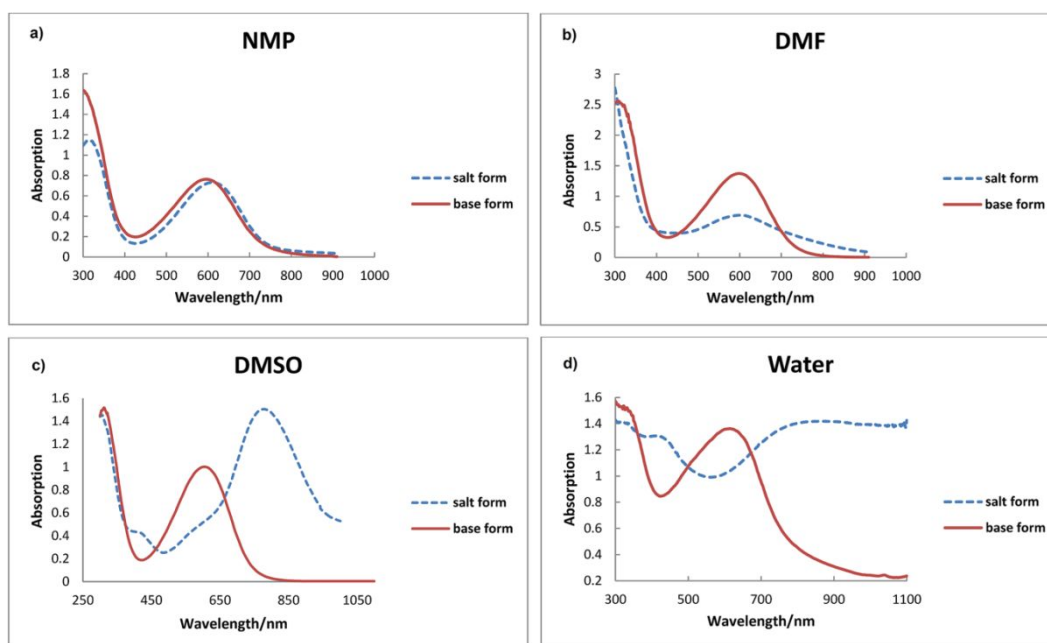 a)
NMP
1.8
1.6
1.4
1.2
1
0.8
0.6
0.4
0.2
0
Absorption
300 400 500 600 700 800 900 1000
Wavelength/nm
salt form
base form
b)
DMF
3
2.5
2
1.5
1
0.5
0
Absorption
300 400 500 600 700 800 900 1000
Wavelength/nm
salt form
base form
c)
DMSO
1.6
1.4
1.2
1
0.8
0.6
0.4
0.2
0
Absorption
250 450 650 850 1050
Wavelength/nm
salt form
base form
d)
Water
1.6
1.4
1.2
1
0.8
0.6
0.4
0.2
Absorption
300 500 700 900 1100
Wavelength/nm
salt form
base form